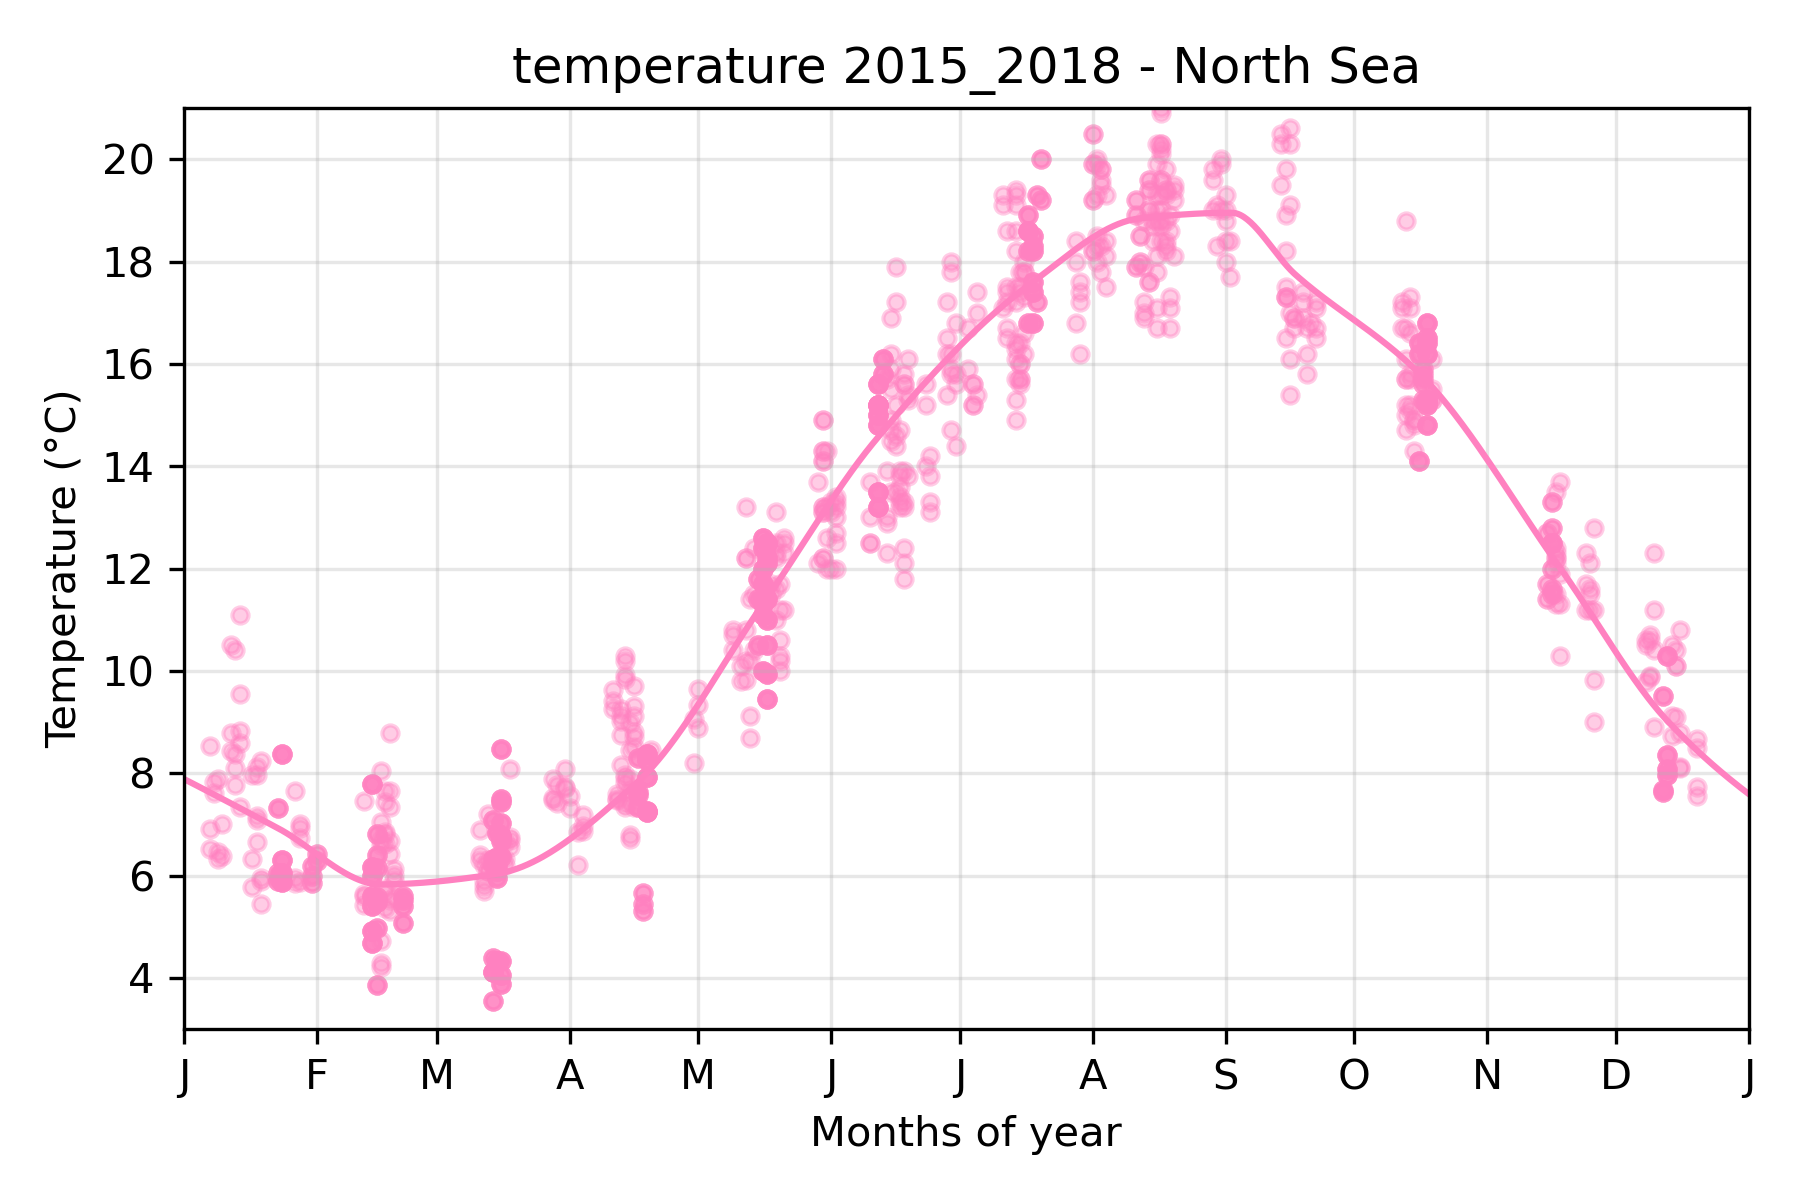 temperature 2015_2018 - North Sea
Temperature (°C)
20
18
16
14
12
10
8
6
4
J F M A M J J A S O N D J
Months of year